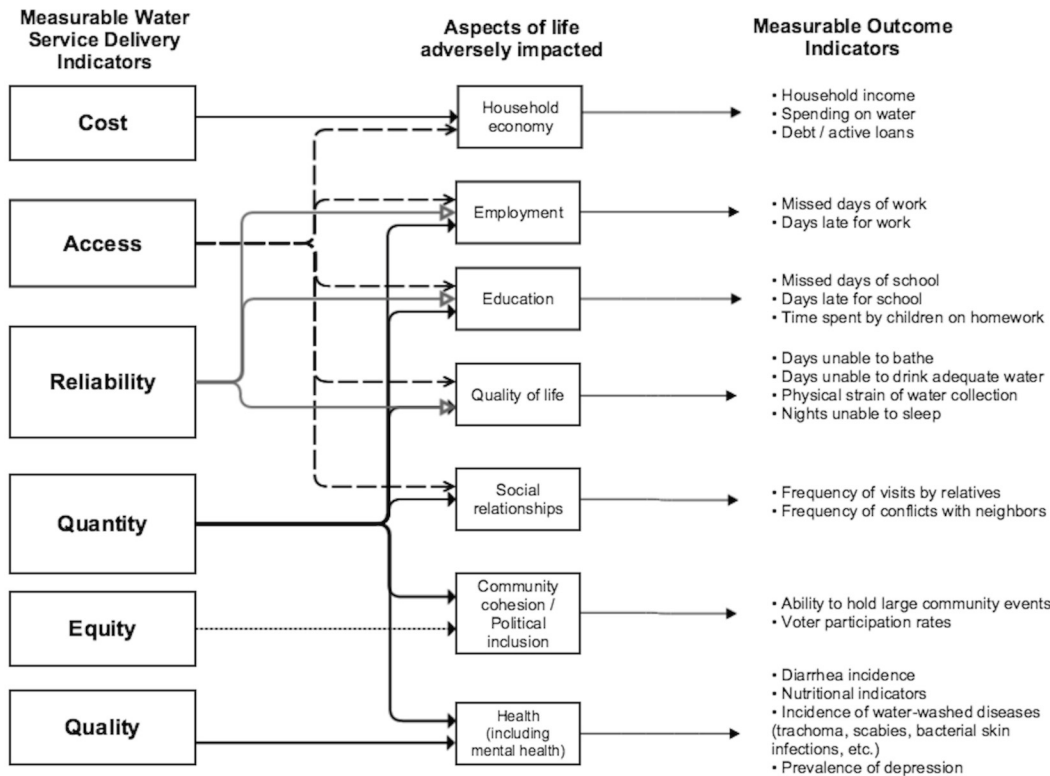 Measurable Water
Service Delivery
Indicators
Aspects of life
adversely impacted
Measurable Outcome
Indicators
Cost
Household
economy
• Household income
• Spending on water
• Debt / active loans
Access
Employment
• Missed days of work
• Days late for work
Education
• Missed days of school
• Days late for school
• Time spent by children on homework
Reliability
Quality of life
• Days unable to bathe
• Days unable to drink adequate water
• Physical strain of water collection
• Nights unable to sleep
Quantity
Social
relationships
• Frequency of visits by relatives
• Frequency of conflicts with neighbors
Equity
Community
cohesion /
Political
inclusion
• Ability to hold large community events
• Voter participation rates
Quality
Health
(including
mental health)
• Diarrhea incidence
• Nutritional indicators
• Incidence of water-washed diseases
(trachoma, scabies, bacterial skin
infections, etc.)
• Prevalence of depression